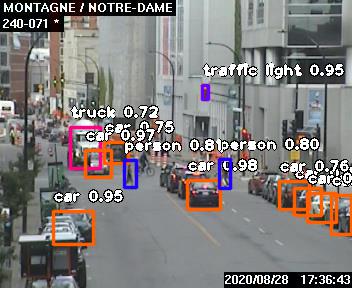 MONTAGNE / NOTRE-DAME
240-071 *
traffic light 0.95
truck 0.72
car 0.75
car 0.97
person 0.81
person 0.80
car 0.98
car 0.76
car 0.95
2020/08/28 17:36:43